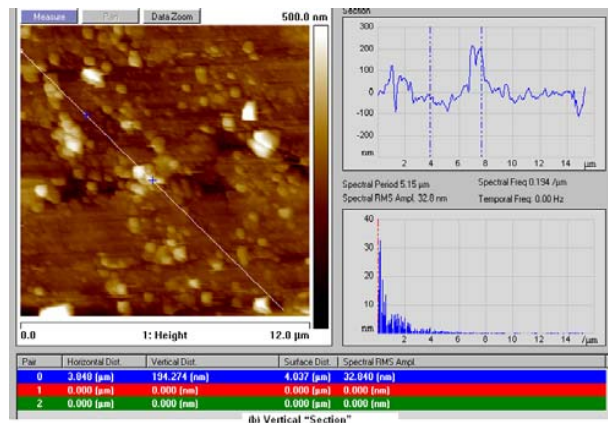 Measure Part Data Zoom 500.0 nm
Section
300
200
100
0
-100
-200
nm
2 4 6 8 10 12 14 µm
Spectral Period 5.15 µm Spectral Freq 0.194 /µm
Spectral RMS Ampl. 32.8 nm Temporal Freq. 0.00 Hz
40
30
20
10
nm
2 4 6 8 10 12 14 /µm
0.0 1: Height 12.0 µm
Pair Horizontal Dist. Vertical Dist. Surface Dist. Spectral RMS Ampl.
0 3.848 (µm) 194.274 (nm) 4.037 (µm) 32.840 (nm)
1 0.000 (µm) 0.000 (nm) 0.000 (µm) 0.000 (nm)
2 0.000 (µm) 0.000 (nm) 0.000 (µm) 0.000 (nm)
(b) Vertical "Section"